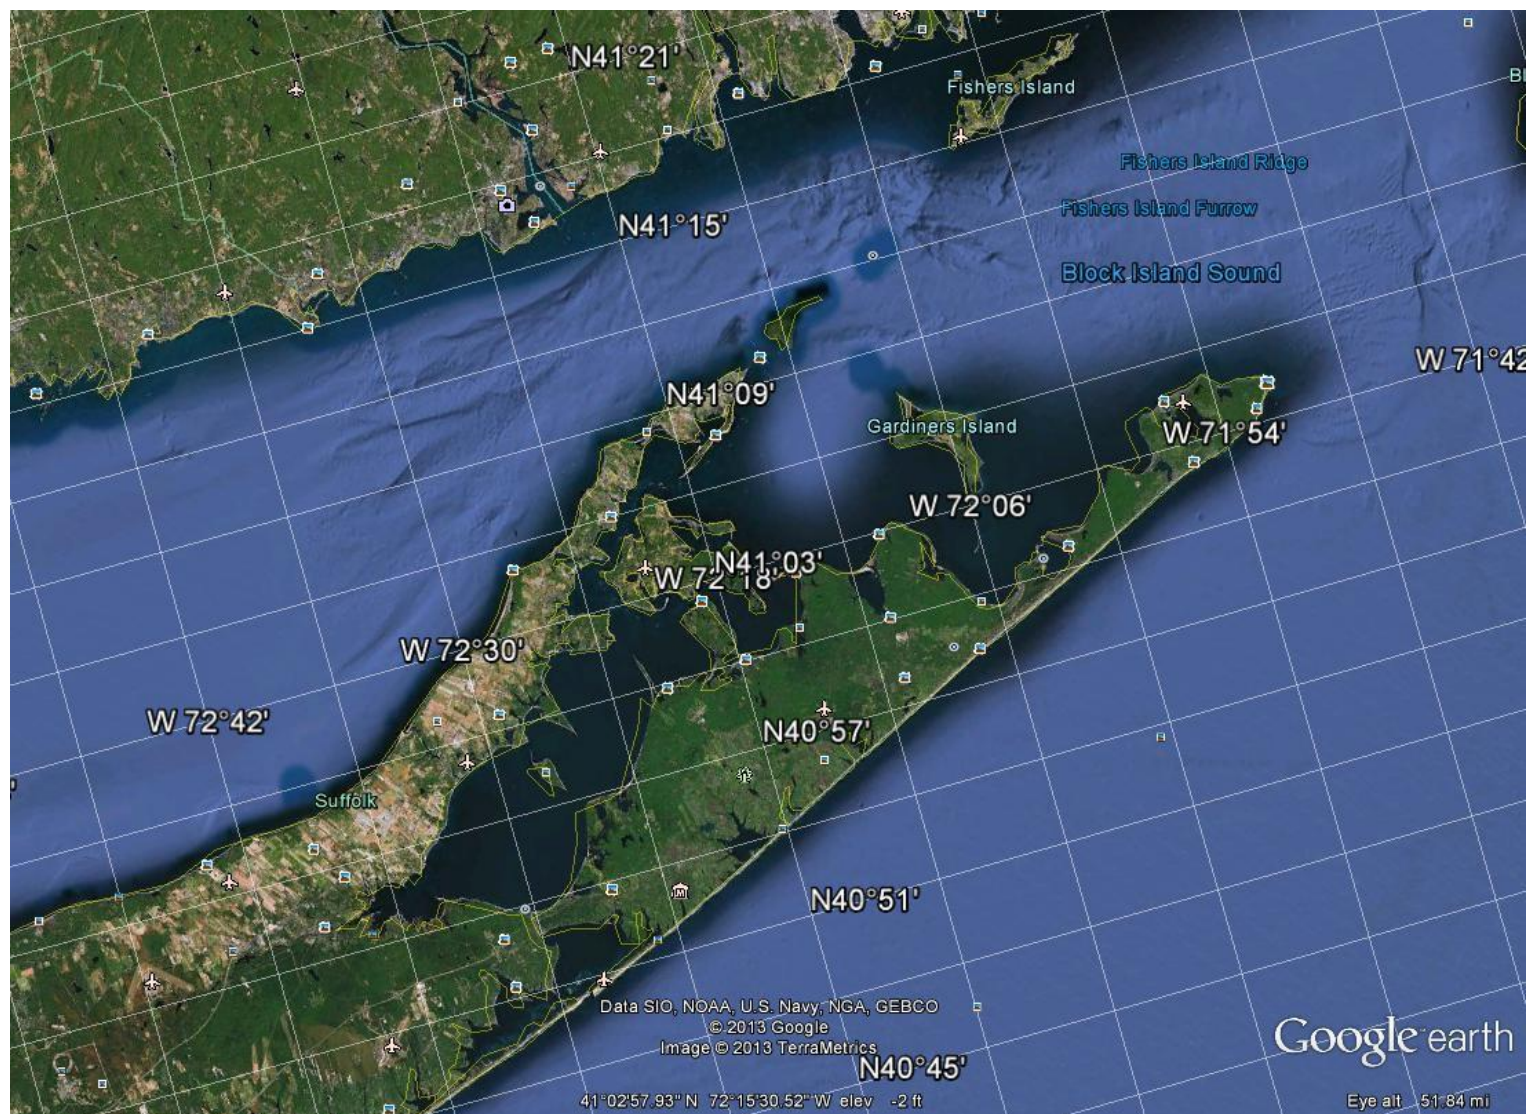 N41°21'
Fishers Island
Fishers Island Ridge
Fishers Island Furrow
N41°15'
Block Island Sound
W 71°42
N41°09'
Gardiners Island
W 71°54'
W 72°06'
N41°03'
W 72°18'
W 72°30'
W 72°42'
N40°57'
Suffolk
N40°51'
Data SIO, NOAA, U.S. Navy, NGA, GEBCO
© 2013 Google
Image © 2013 TerraMetrics
Google earth
N40°45'
41°02'57.93" N 72°15'30.52" W elev -2 ft
Eye alt 51.84 mi